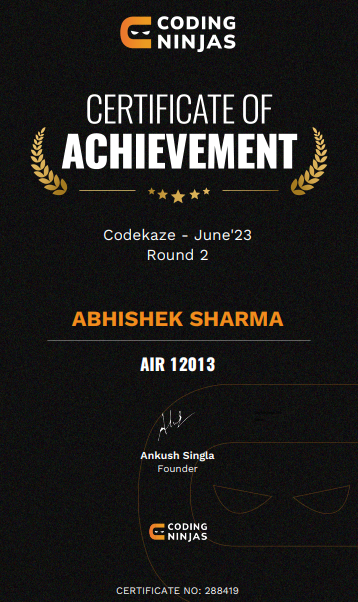 CODING
NINJAS
CERTIFICATE OF
ACHIEVEMENT
Codekaze - June'23
Round 2
ABHISHEK SHARMA
AIR 12013
Ankush Singla
Founder
CODING
NINJAS
CERTIFICATE NO: 288419